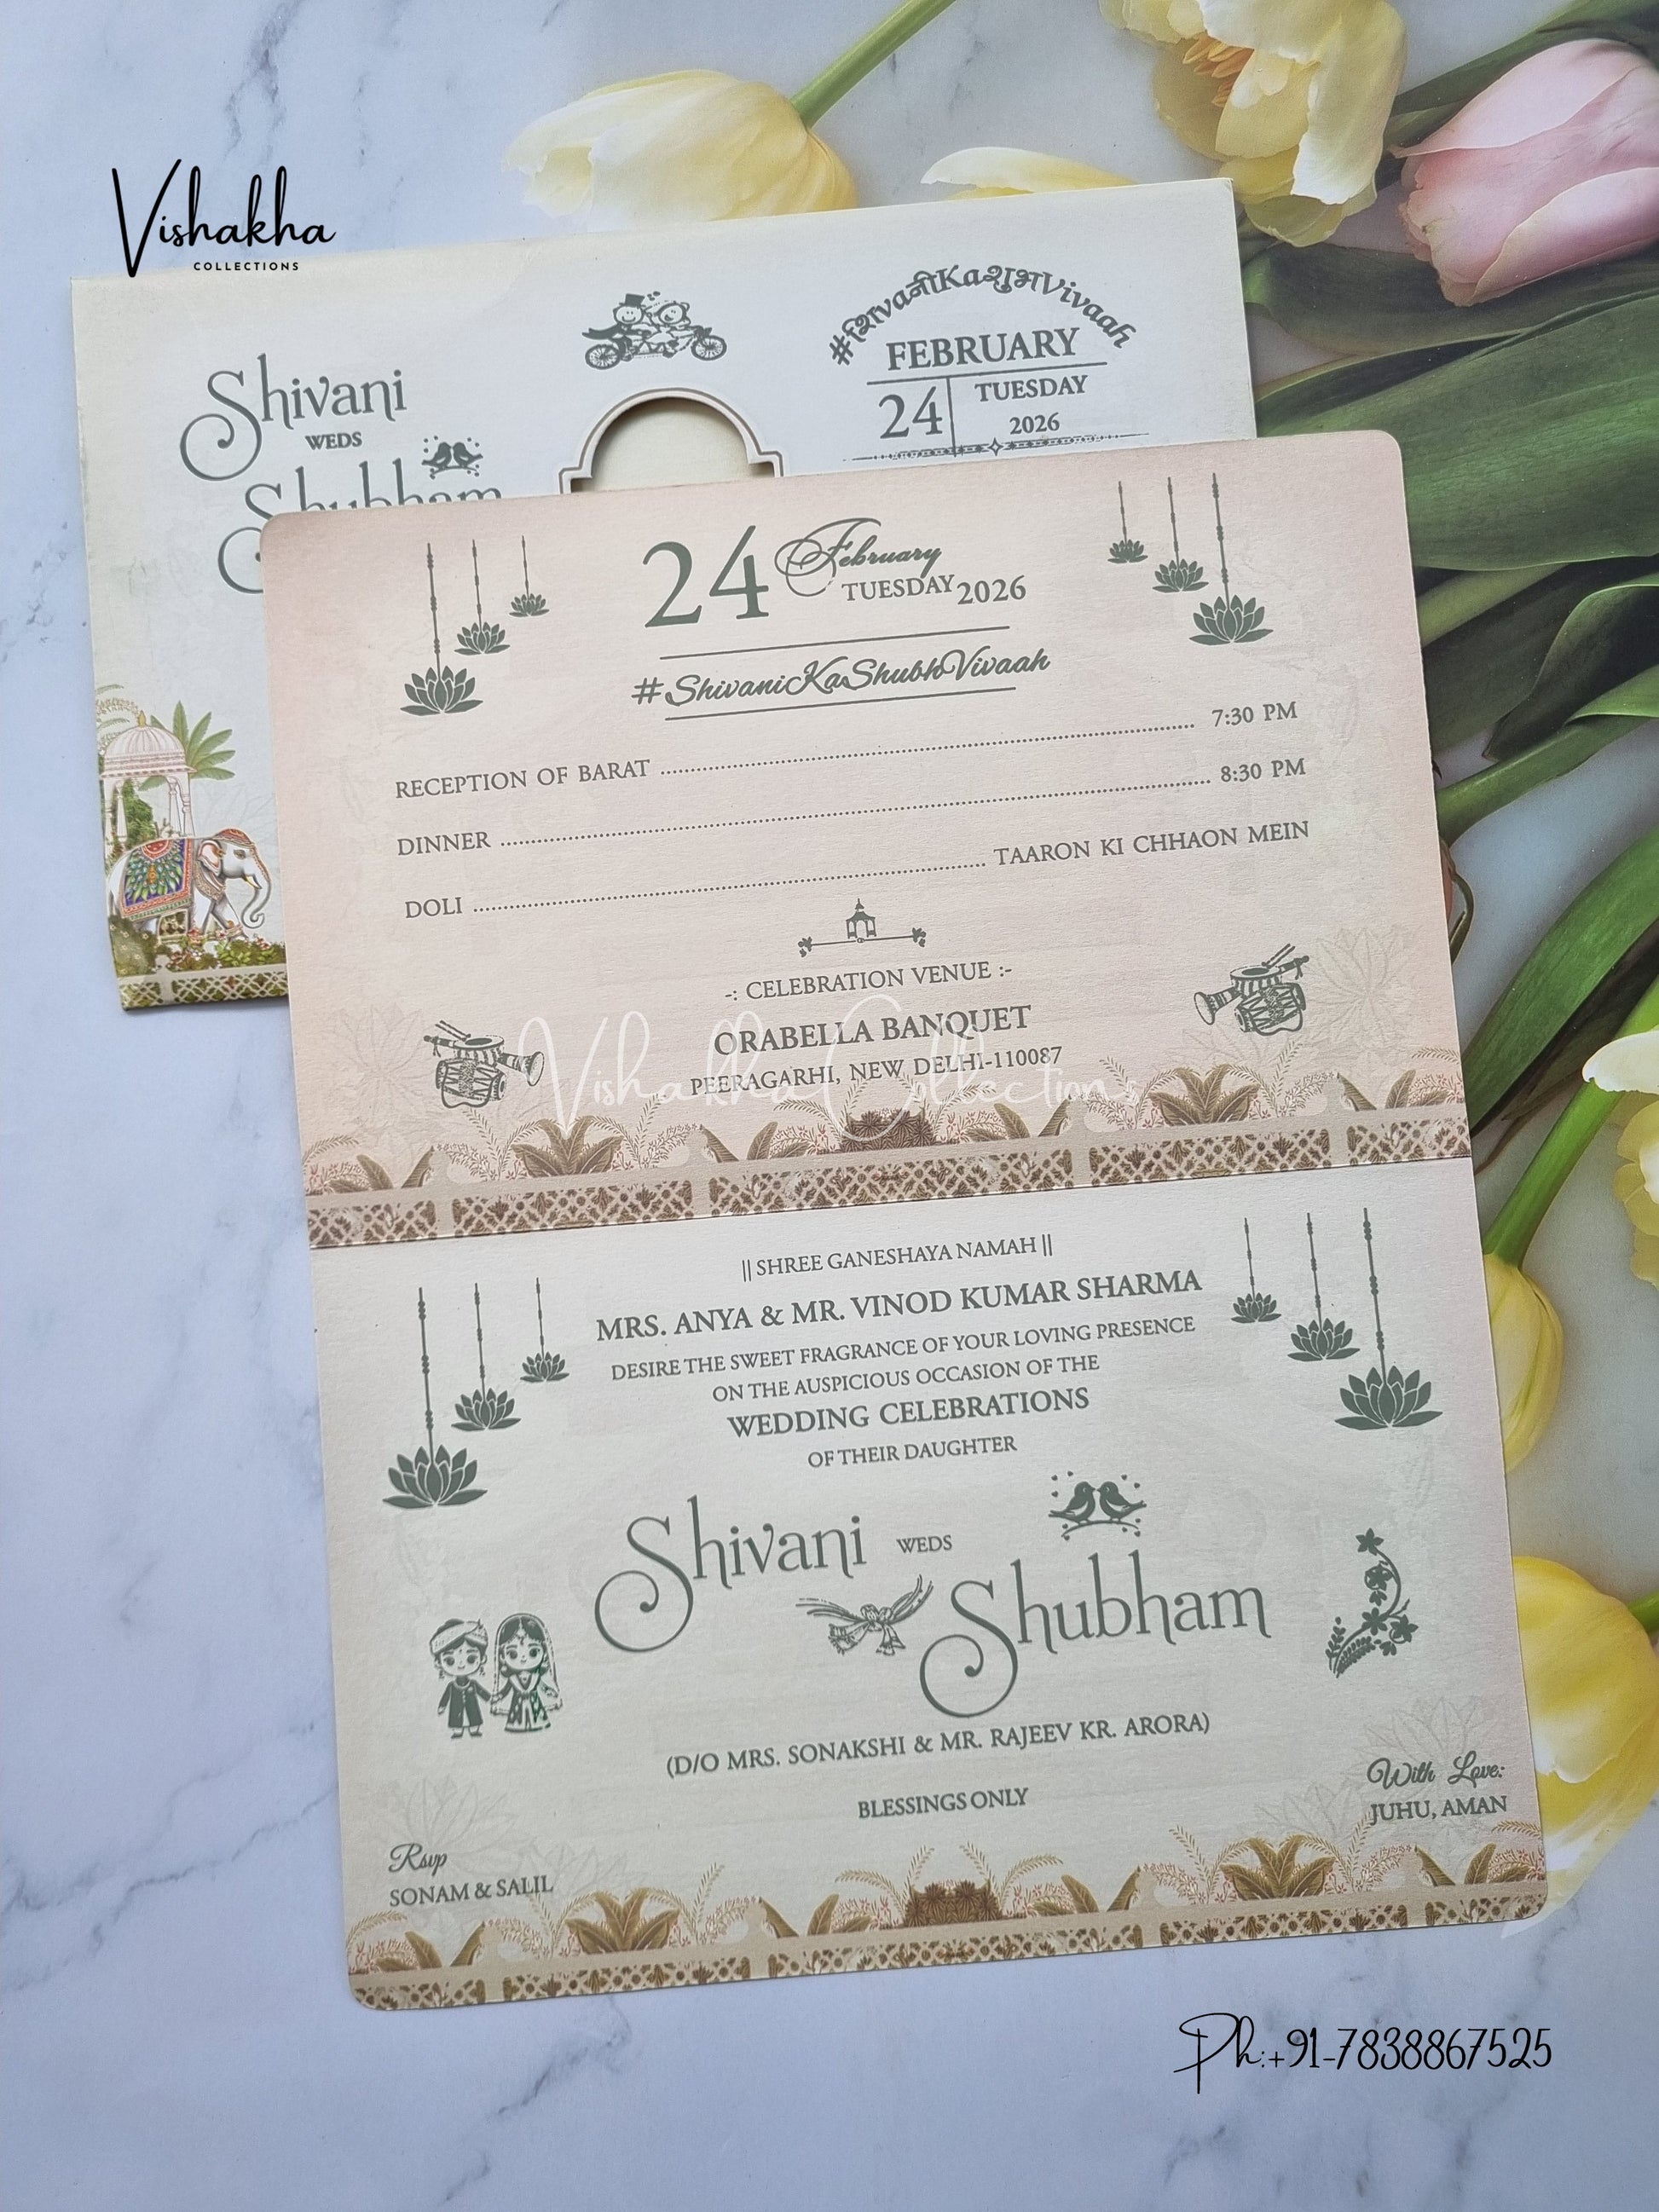 Vishakha
COLLECTIONS
Shivani
WEDS
Shubham
#शिवानीKaशुभVivaah
FEBRUARY
24
TUESDAY
2026
24 February
TUESDAY 2026
#ShivaniKaShubhVivaah
RECEPTION OF BARAT ........ 7:30 PM
DINNER ........ 8:30 PM
DOLI ........ TAARON KI CHHAON MEIN
-: CELEBRATION VENUE :-
ORABELLA BANQUET
PEERAGARHI, NEW DELHI-110087
Vishakha Collections
|| SHREE GANESHAYA NAMAH ||
MRS. ANYA & MR. VINOD KUMAR SHARMA
DESIRE THE SWEET FRAGRANCE OF YOUR LOVING PRESENCE
ON THE AUSPICIOUS OCCASION OF THE
WEDDING CELEBRATIONS
OF THEIR DAUGHTER
Shivani WEDS
Shubham
(D/O MRS. SONAKSHI & MR. RAJEEV KR. ARORA)
BLESSINGS ONLY
With Love:
JUHU, AMAN
Rsvp
SONAM & SALIL
Ph:+91-7838867525